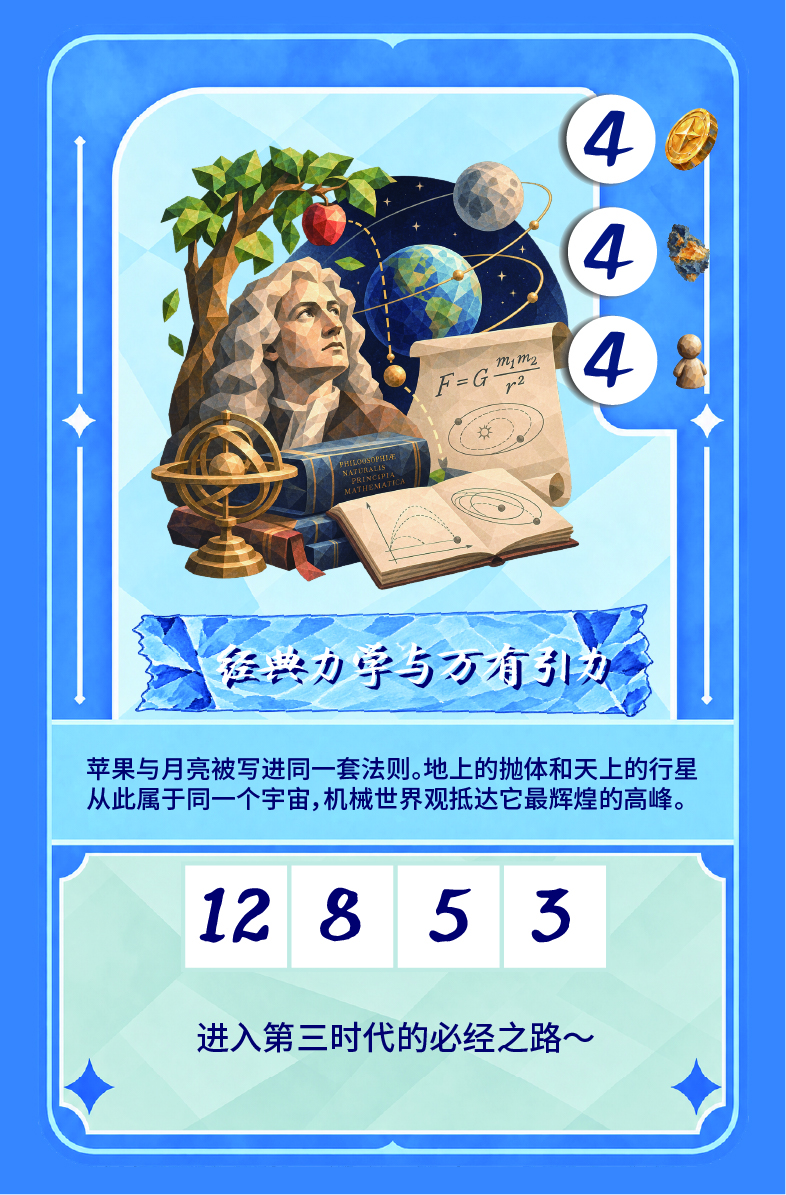 4
4
4
F=G m₁m₂/r²
PHILOSOPHIÆ
NATURALIS
PRINCIPIA
MATHEMATICA
经典力学与万有引力
苹果与月亮被写进同一套法则。地上的抛体和天上的行星
从此属于同一个宇宙，机械世界观抵达它最辉煌的高峰。
12 8 5 3
进入第三时代的必经之路～